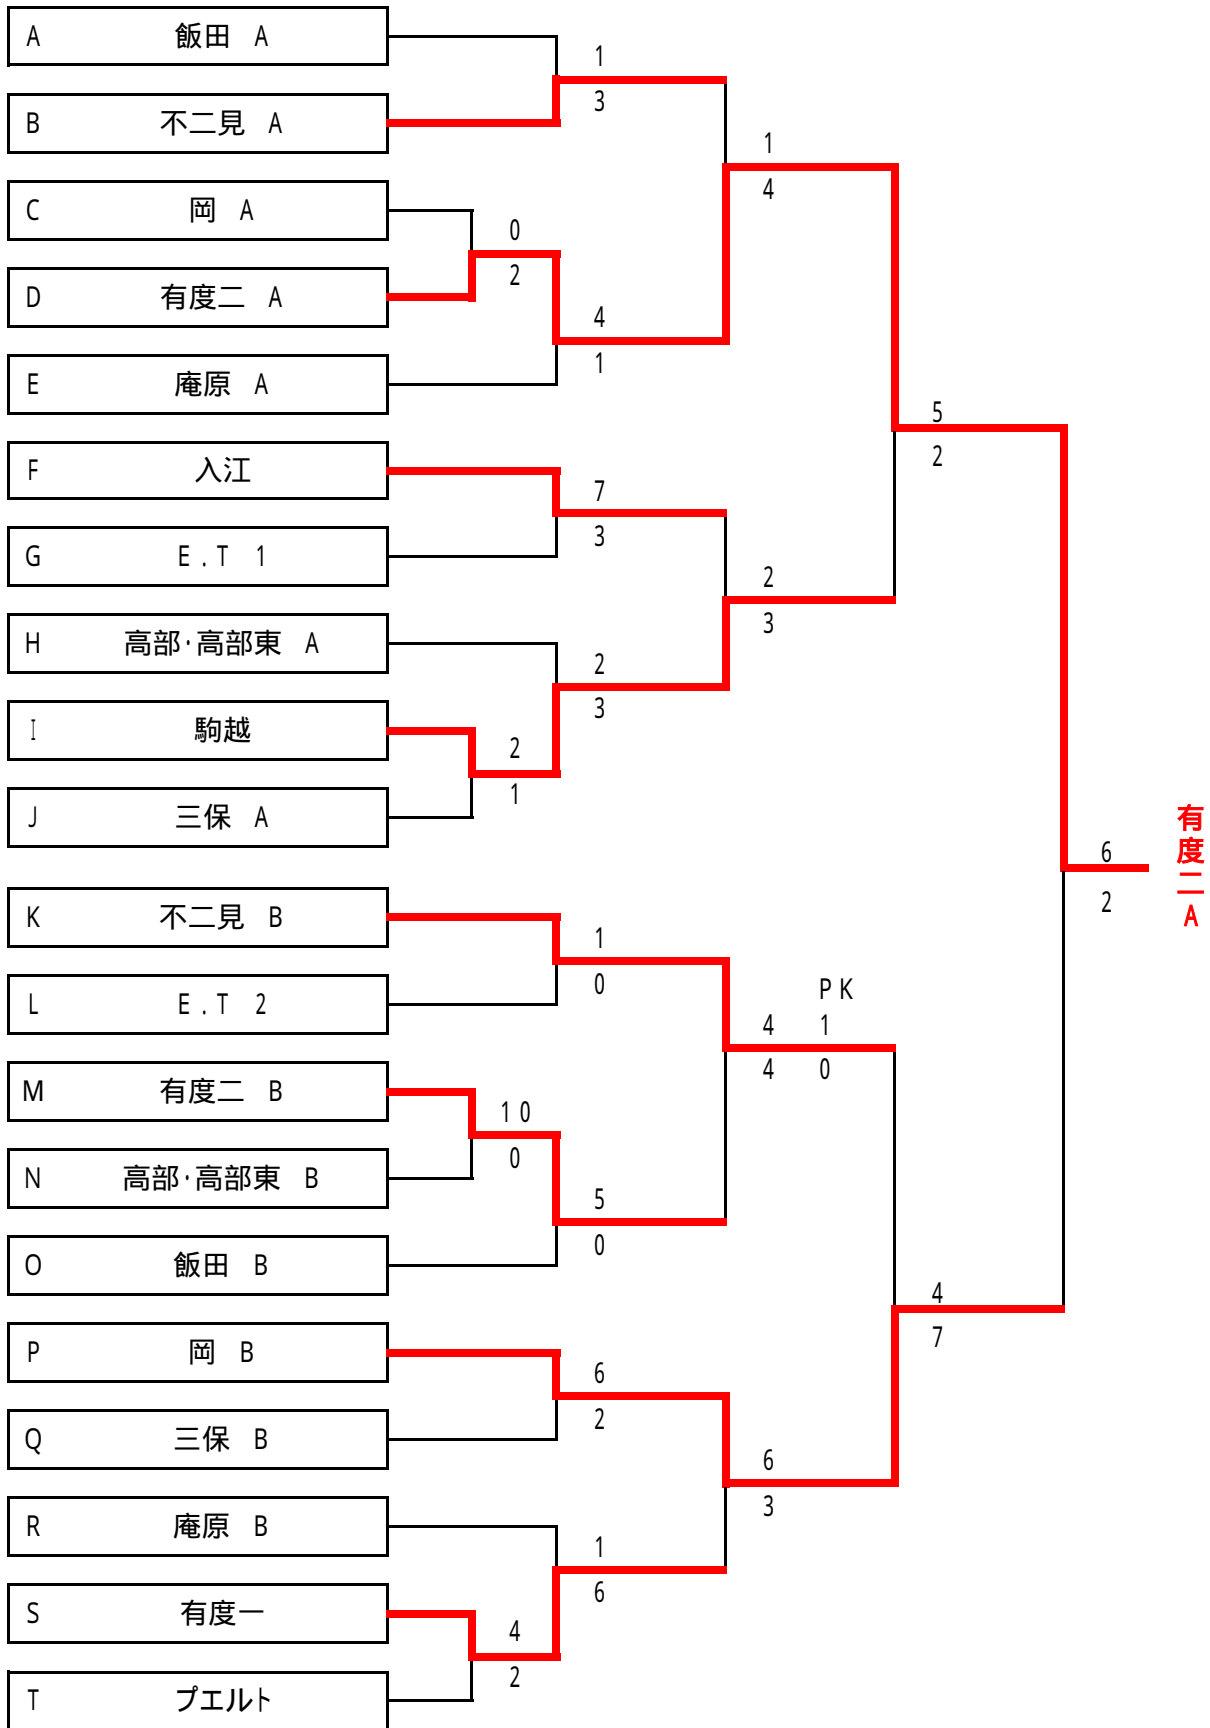 A 飯田 A
1
B 不二見 A
3
1
4
C 岡 A
0
D 有度二 A
2
4
1
E 庵原 A
5
2
F 入江
7
3
G E.T 1
2
3
H 高部・高部東 A
2
3
I 駒越
2
1
J 三保 A
6
2
有度二A
K 不二見 B
1
0
L E.T 2
PK
4 1
4 0
M 有度二 B
10
0
N 高部・高部東 B
5
0
O 飯田 B
4
7
P 岡 B
6
2
Q 三保 B
6
3
R 庵原 B
1
6
S 有度一
4
2
T プエルト